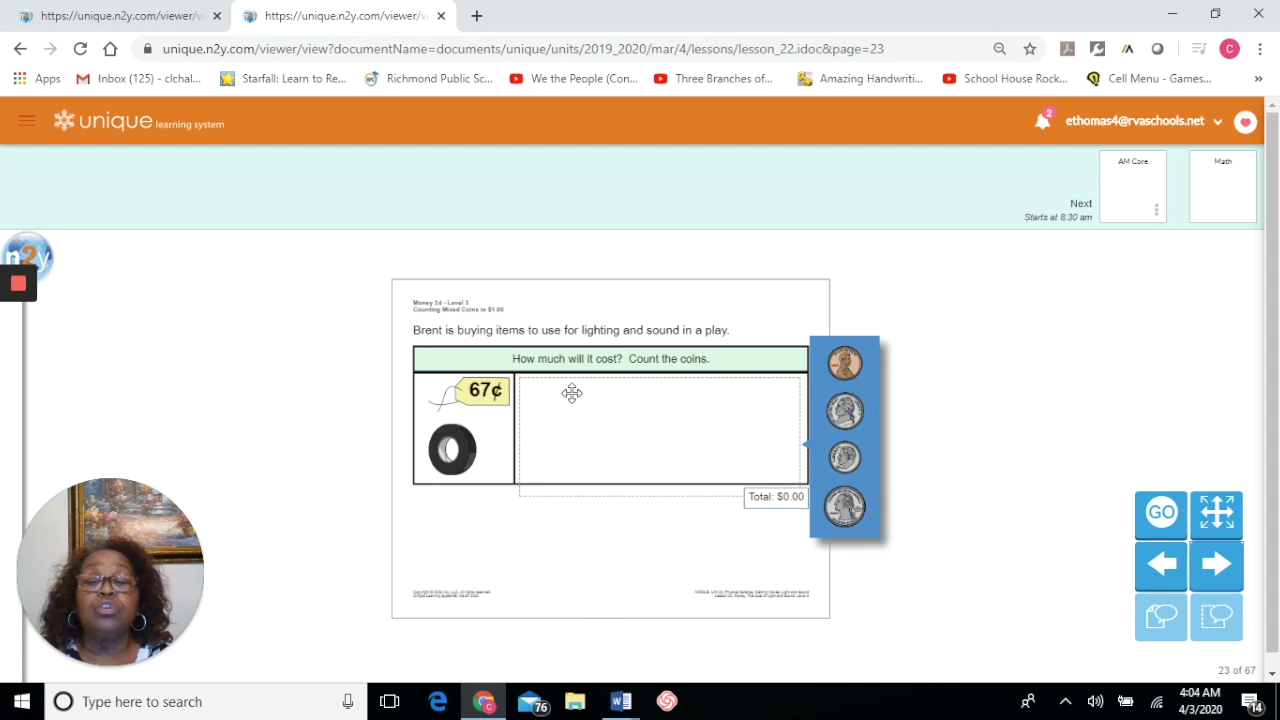 https://unique.n2y.com/viewer/vi
https://unique.n2y.com/viewer/vi
unique.n2y.com/viewer/view?documentName=documents/unique/units/2019_2020/mar/4/lessons/lesson_22.idoc&page=23
Apps
Inbox (125) - clchal...
Starfall: Learn to Re...
Richmond Public Sc...
We the People (Con...
Three Branches of...
Amazing Handwriti...
School House Rock...
Cell Menu - Games...
»
unique learning system
2
ethomas4@rvaschools.net
Next
Starts at 8:30 am
AM Core
Math
n2y
Money 2d - Level 3
Counting Mixed Coins to $1.00
Brent is buying items to use for lighting and sound in a play.
How much will it cost? Count the coins.
67¢
Total: $0.00
GO
23 of 67
Type here to search
76
4:04 AM
4/3/2020
14